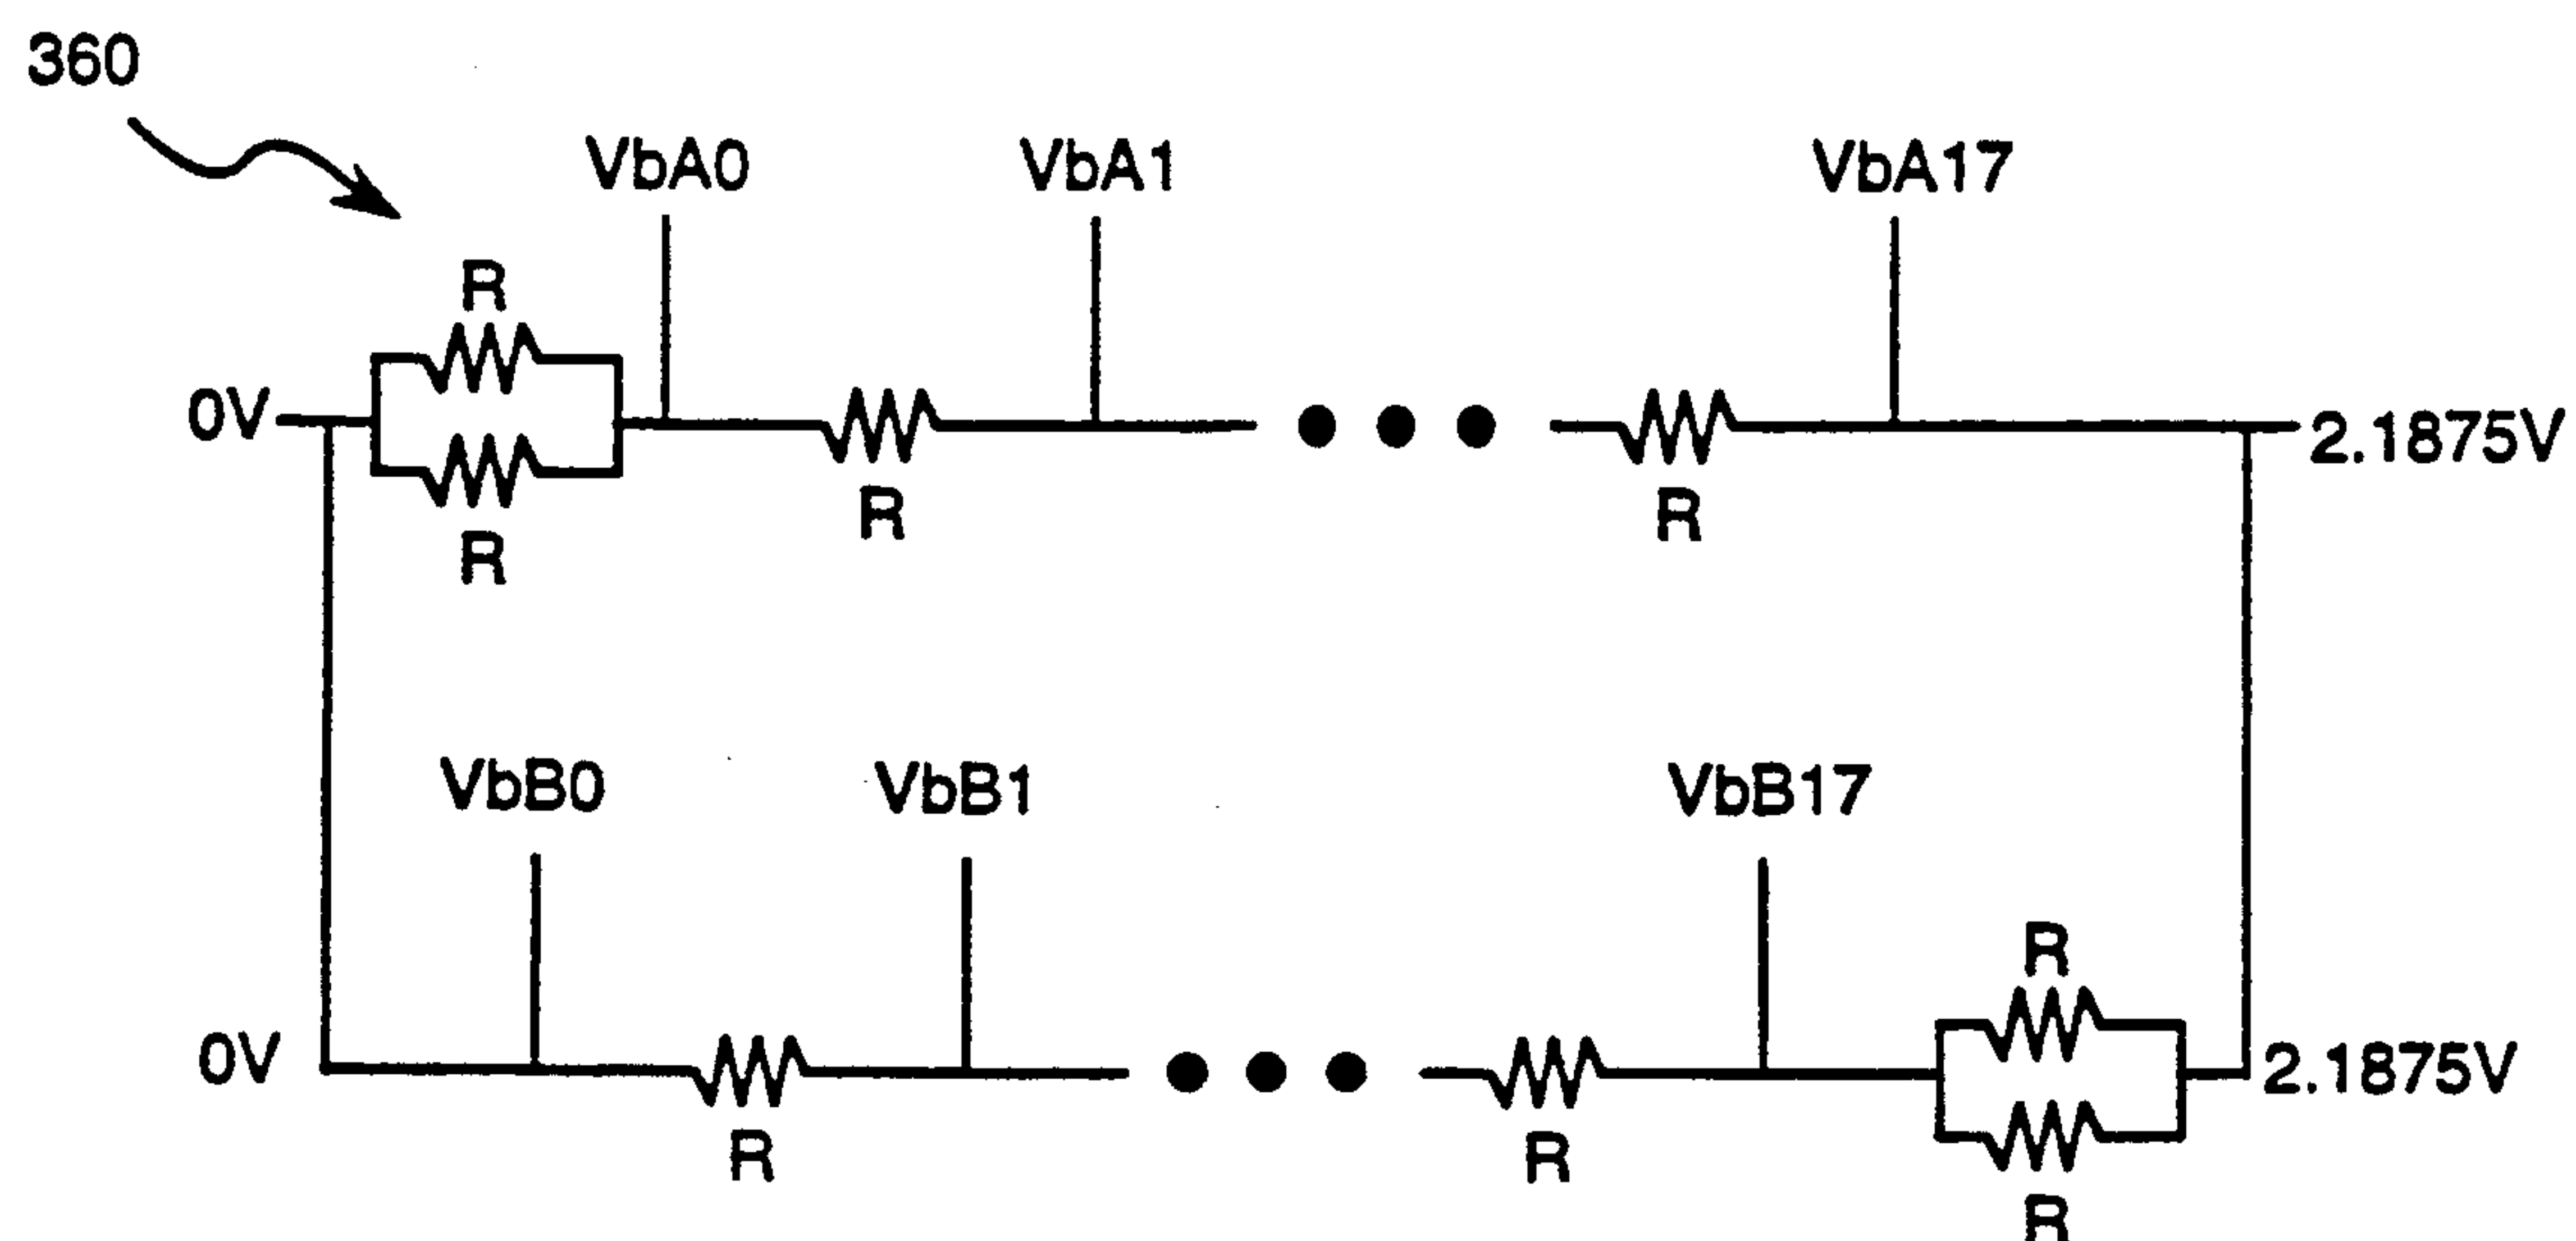 360
VbA0 VbA1 VbA17
R
0V 2.1875V
R R R
VbB0 VbB1 VbB17
R
0V 2.1875V
R R R